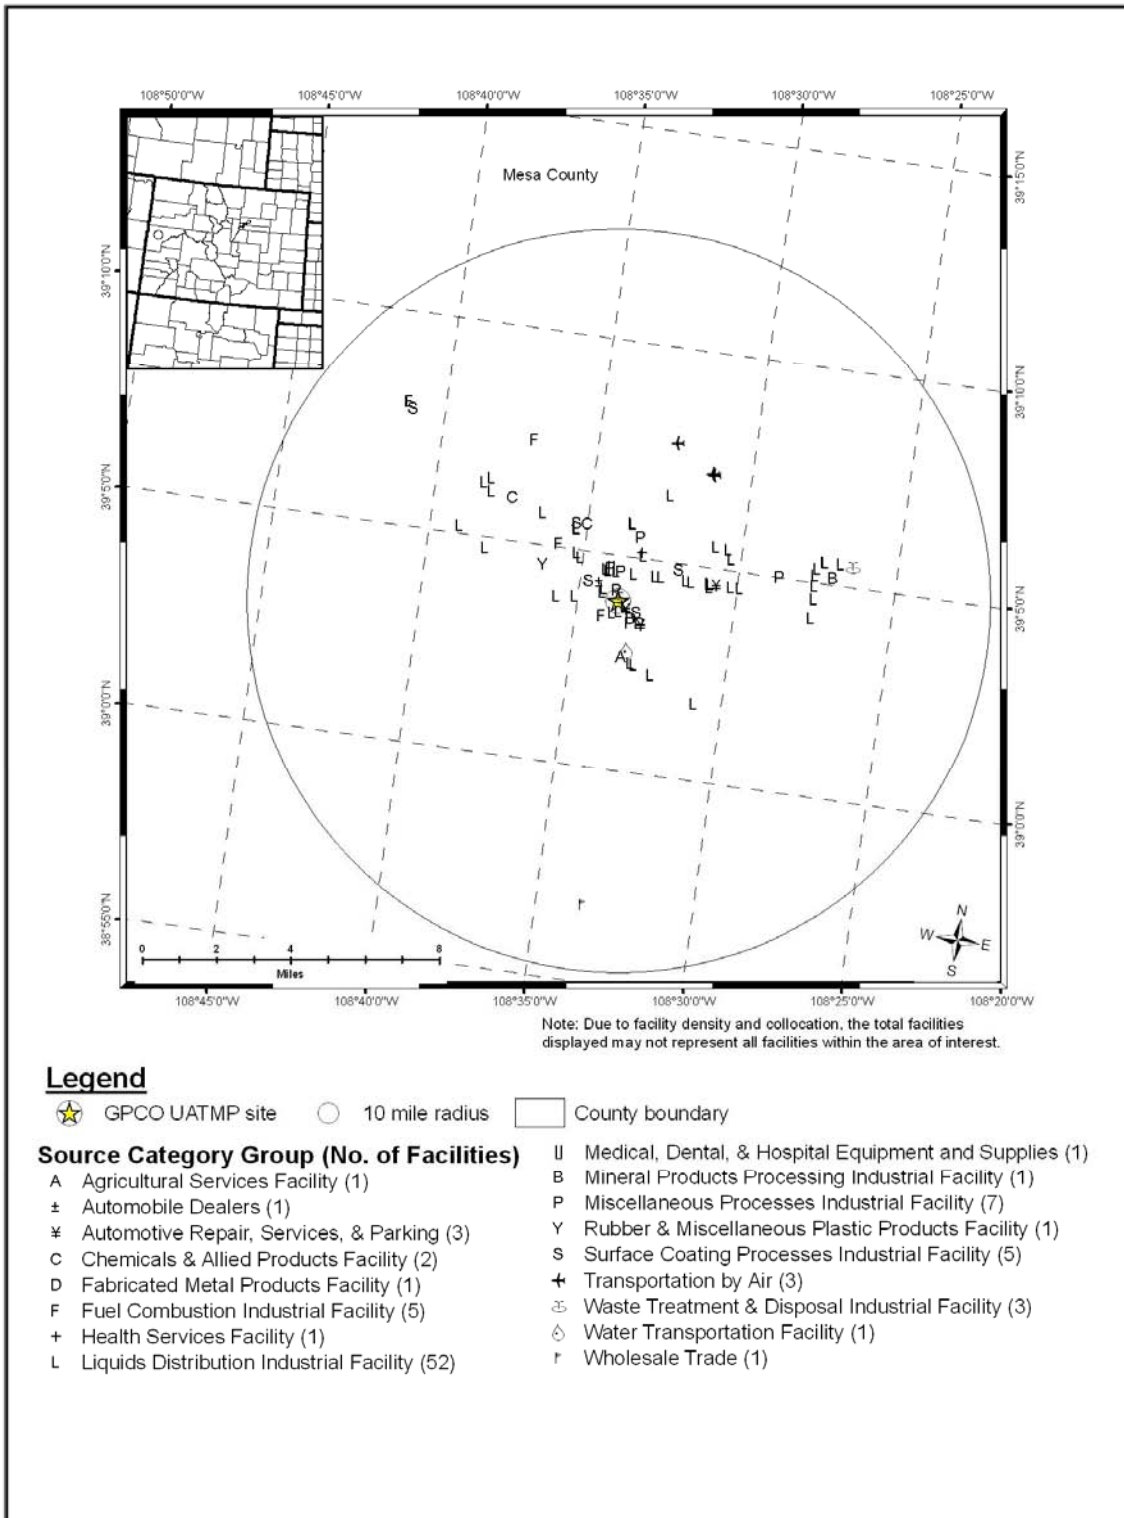 108°50'0"W 108°45'0"W 108°40'0"W 108°35'0"W 108°30'0"W 108°25'0"W
Mesa County
39°15'0"N
39°10'0"N
39°10'0"N
39°5'0"N
39°5'0"N
39°0'0"N
39°0'0"N
38°55'0"N
N
W E
S
0 2 4 8
Miles
108°45'0"W 108°40'0"W 108°35'0"W 108°30'0"W 108°25'0"W 108°20'0"W
Note: Due to facility density and collocation, the total facilities
displayed may not represent all facilities within the area of interest.
Legend
GPCO UATMP site 10 mile radius County boundary
Source Category Group (No. of Facilities)
A Agricultural Services Facility (1)
± Automobile Dealers (1)
¥ Automotive Repair, Services, & Parking (3)
C Chemicals & Allied Products Facility (2)
D Fabricated Metal Products Facility (1)
F Fuel Combustion Industrial Facility (5)
+ Health Services Facility (1)
L Liquids Distribution Industrial Facility (52)
Medical, Dental, & Hospital Equipment and Supplies (1)
B Mineral Products Processing Industrial Facility (1)
P Miscellaneous Processes Industrial Facility (7)
Y Rubber & Miscellaneous Plastic Products Facility (1)
S Surface Coating Processes Industrial Facility (5)
Transportation by Air (3)
Waste Treatment & Disposal Industrial Facility (3)
Water Transportation Facility (1)
Wholesale Trade (1)